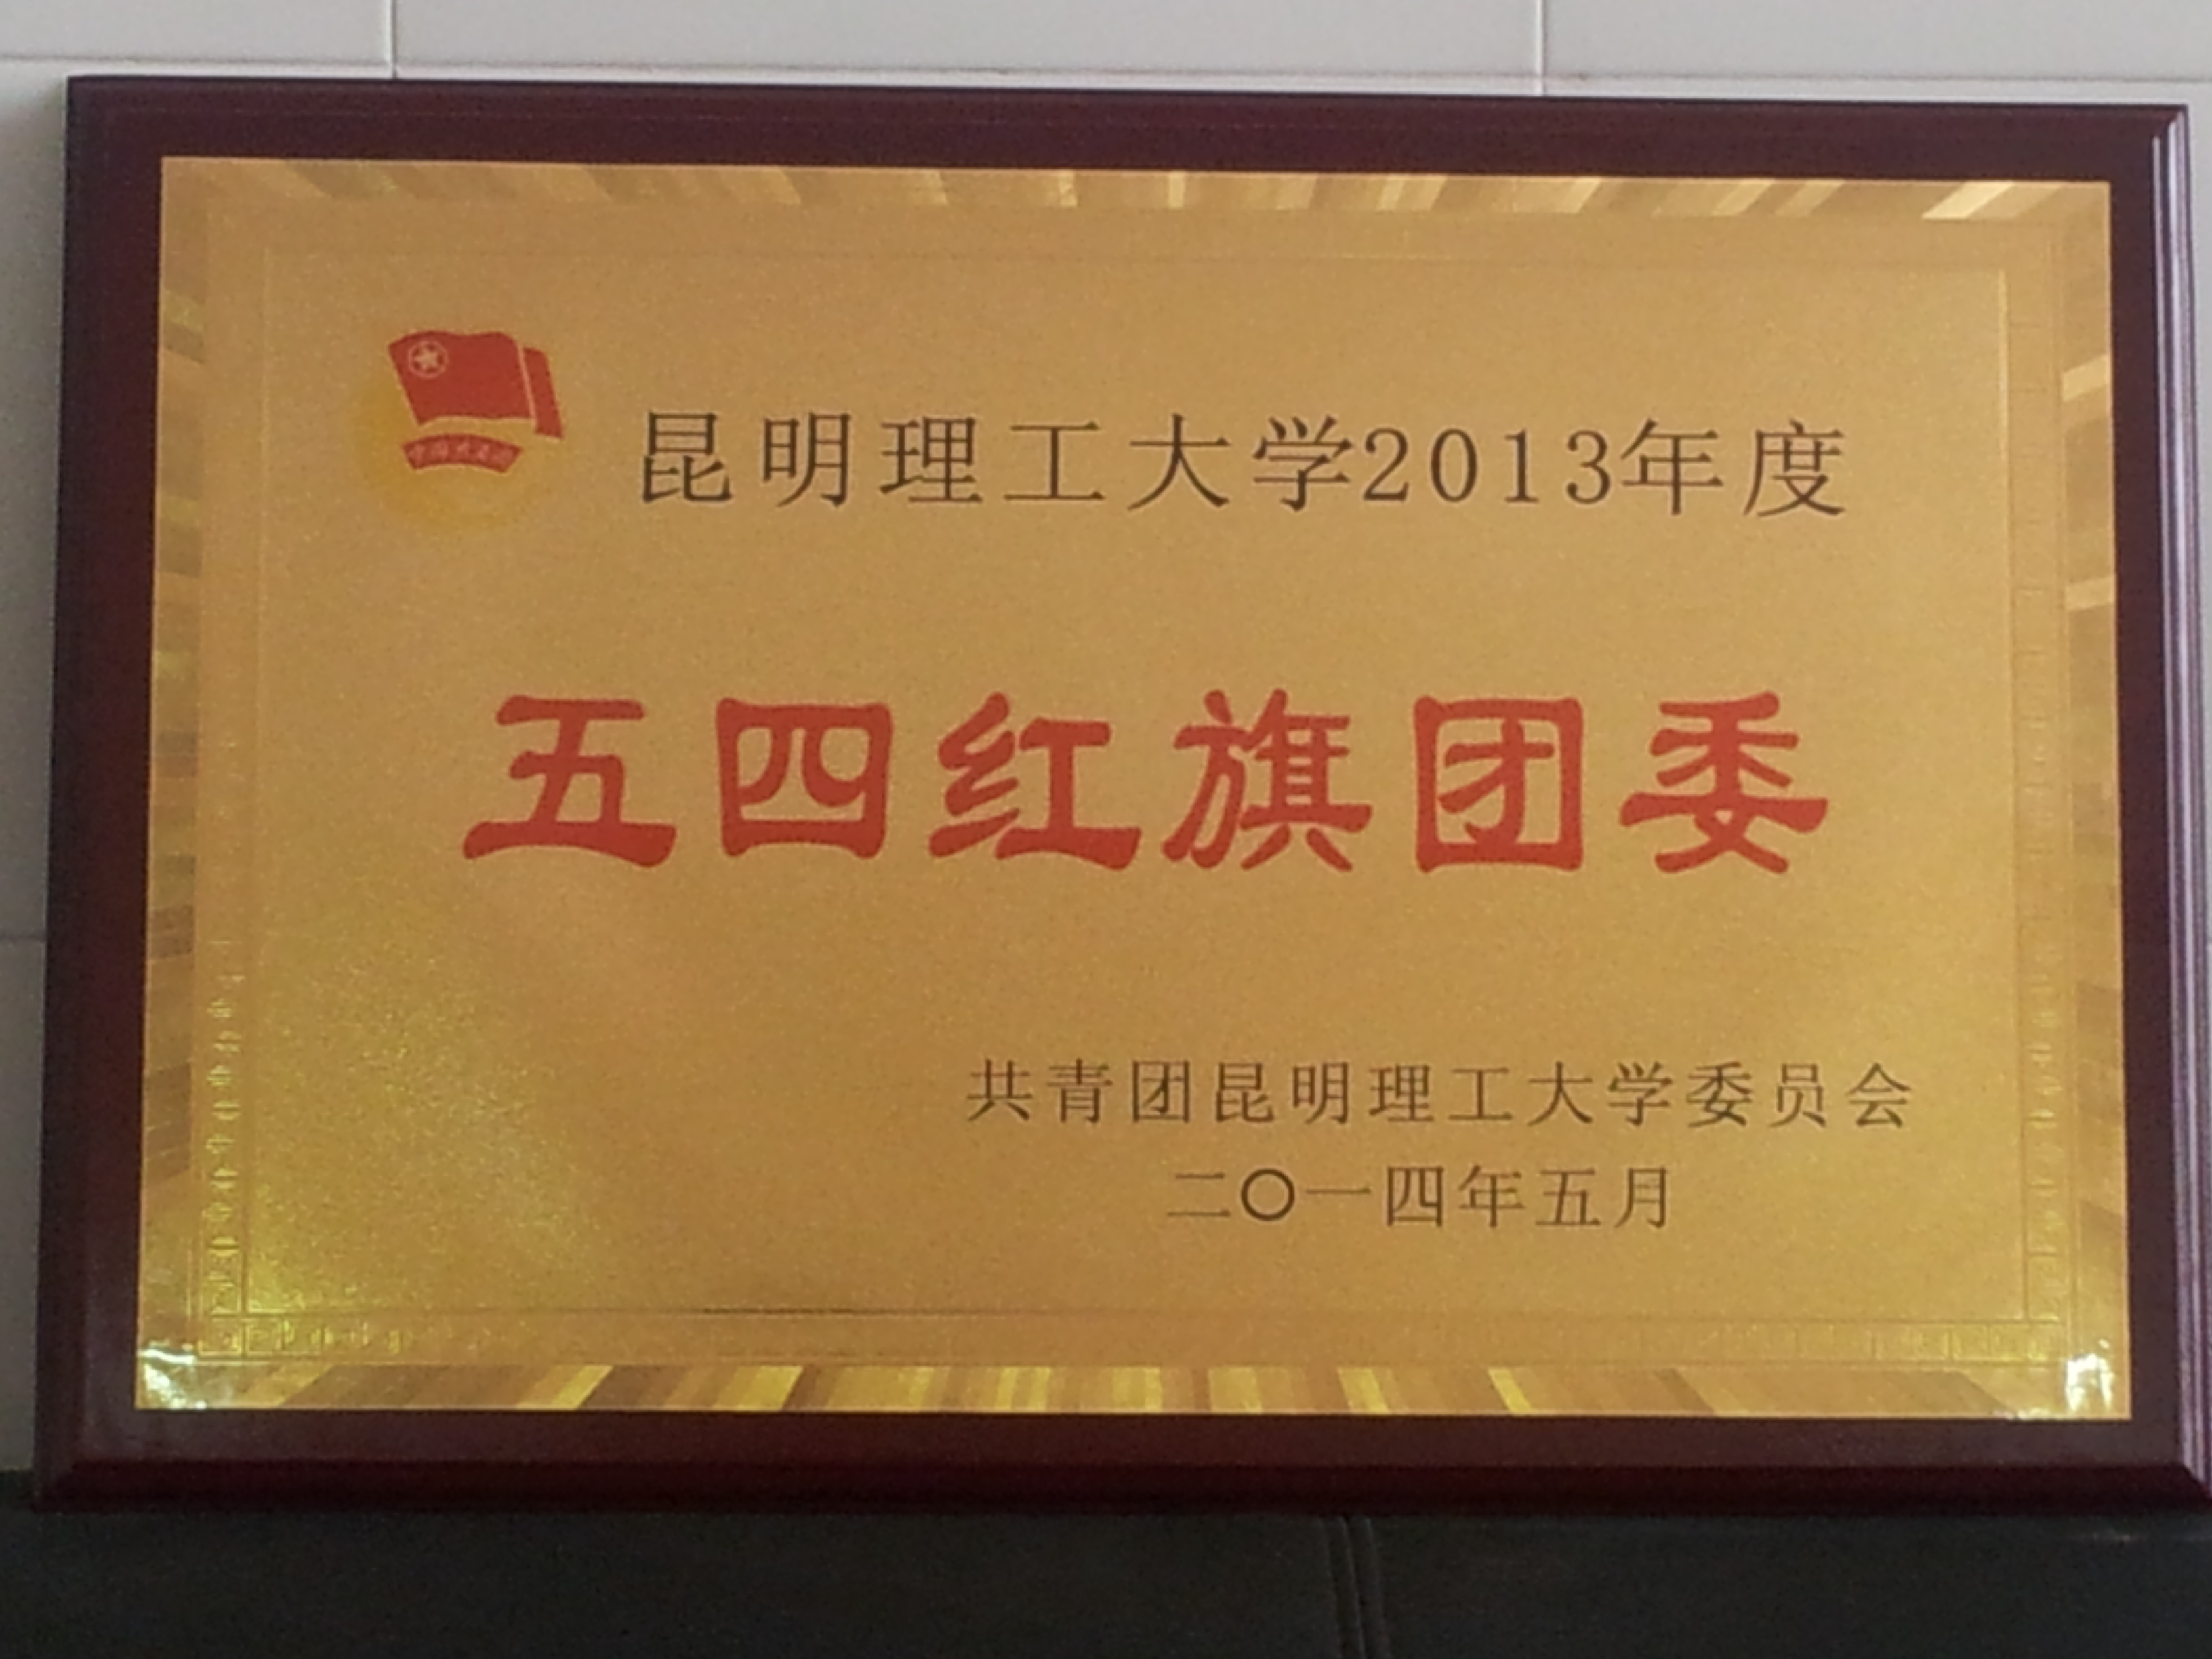 昆明理工大学2013年度
五四红旗团委
共青团昆明理工大学委员会
二〇一四年五月